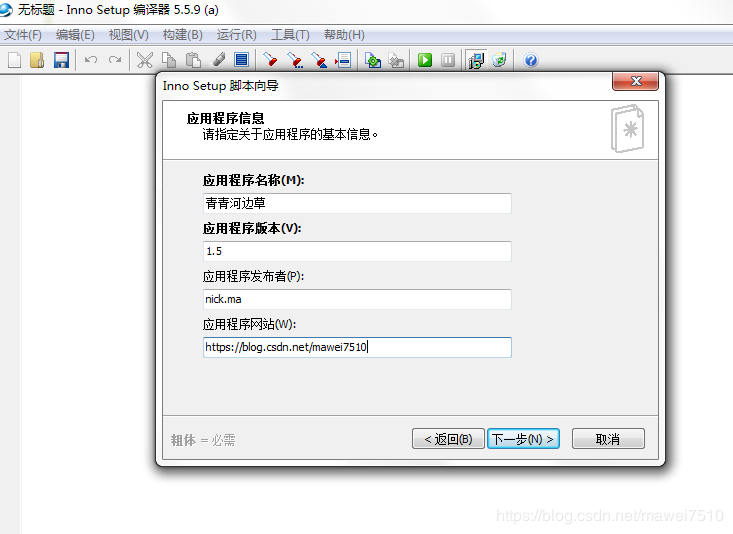 无标题 - Inno Setup 编译器 5.5.9 (a)
文件(F) 编辑(E) 视图(V) 构建(B) 运行(R) 工具(T) 帮助(H)
Inno Setup 脚本向导
应用程序信息
请指定关于应用程序的基本信息。
应用程序名称(M):
青青河边草
应用程序版本(V):
1.5
应用程序发布者(P):
nick.ma
应用程序网站(W):
https://blog.csdn.net/mawei7510
粗体 = 必需
< 返回(B) 下一步(N) > 取消
https://blog.csdn.net/mawei7510